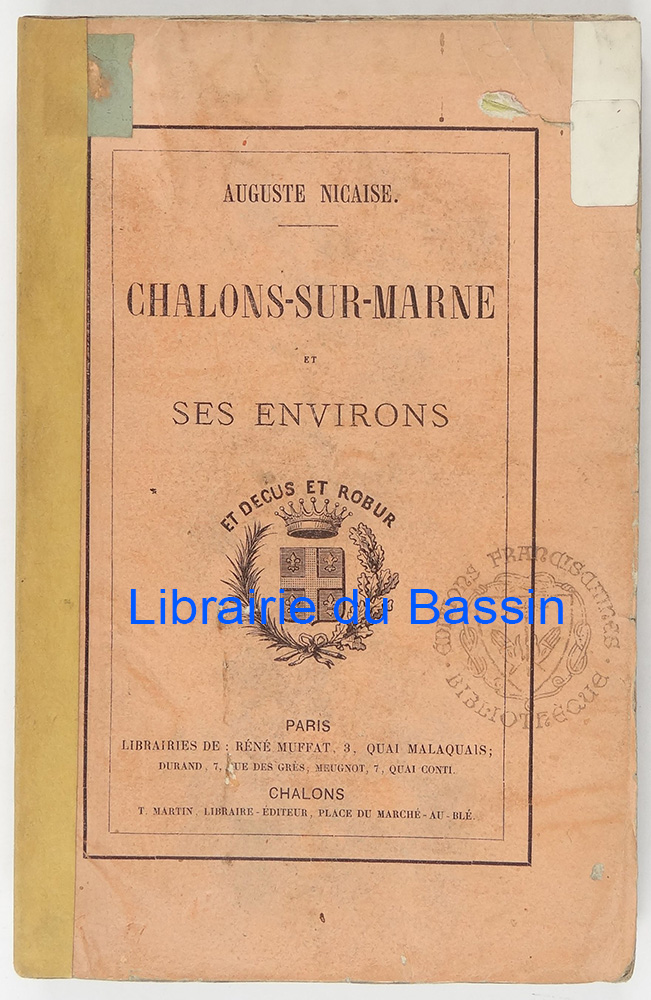 AUGUSTE NICAISE.
CHALONS-SUR-MARNE
ET
SES ENVIRONS
ET DECUS ET ROBUR
Librairie du Bassin
EDITIONS FRANCISCAINES
BIBLIOTHÈQUE
PARIS
LIBRAIRIES DE : RÉNÉ MUFFAT, 3, QUAI MALAQUAIS;
DURAND, 7, RUE DES GRÈS, MEUGNOT, 7, QUAI CONTI.
CHALONS
T. MARTIN, LIBRAIRE-ÉDITEUR, PLACE DU MARCHÉ-AU-BLÉ.